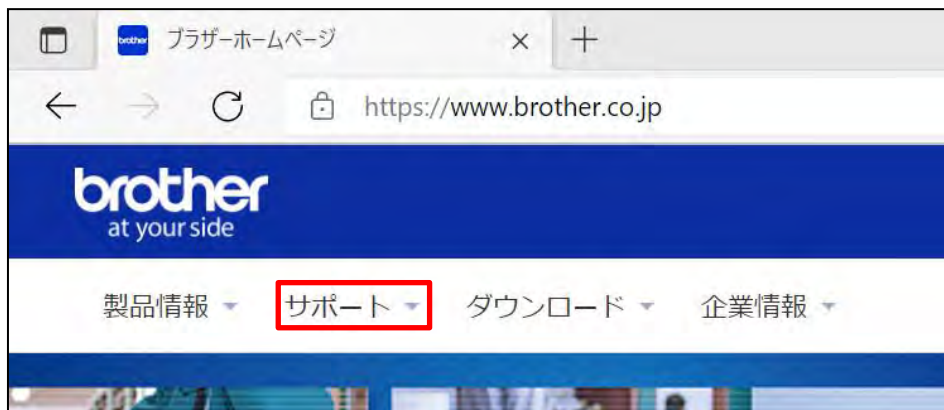 brother ブラザーホームページ
https://www.brother.co.jp
brother
at your side
製品情報 サポート ダウンロード 企業情報